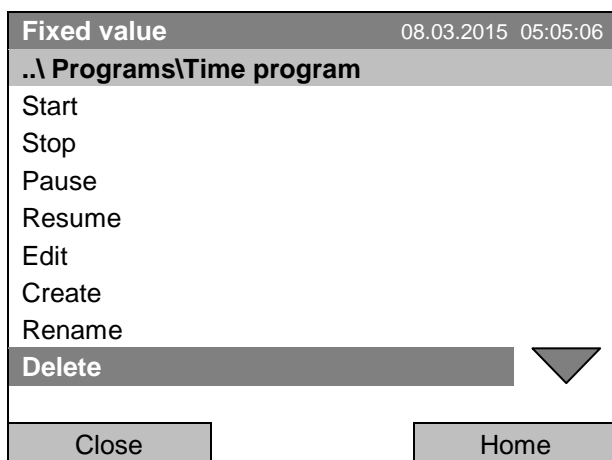 Fixed value 08.03.2015 05:05:06
..\ Programs\Time program
Start
Stop
Pause
Resume
Edit
Create
Rename
Delete
Close Home